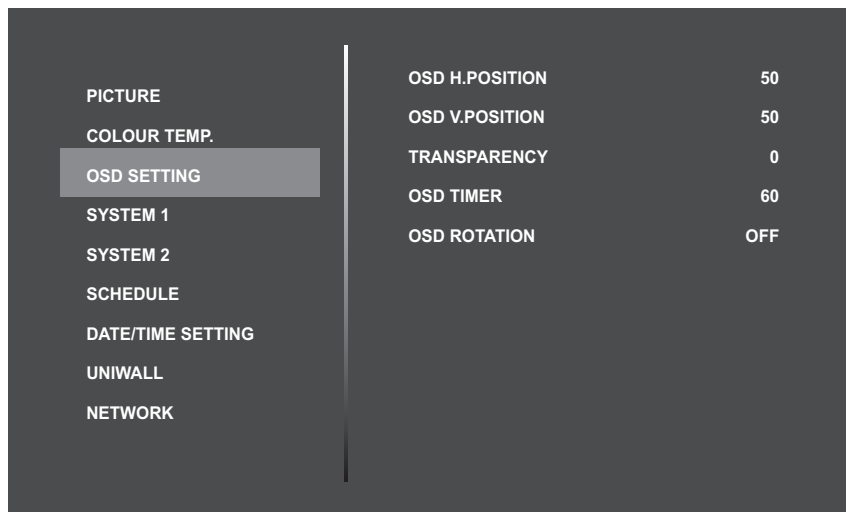 PICTURE
COLOUR TEMP.
OSD SETTING
SYSTEM 1
SYSTEM 2
SCHEDULE
DATE/TIME SETTING
UNIWALL
NETWORK
OSD H.POSITION 50
OSD V.POSITION 50
TRANSPARENCY 0
OSD TIMER 60
OSD ROTATION OFF